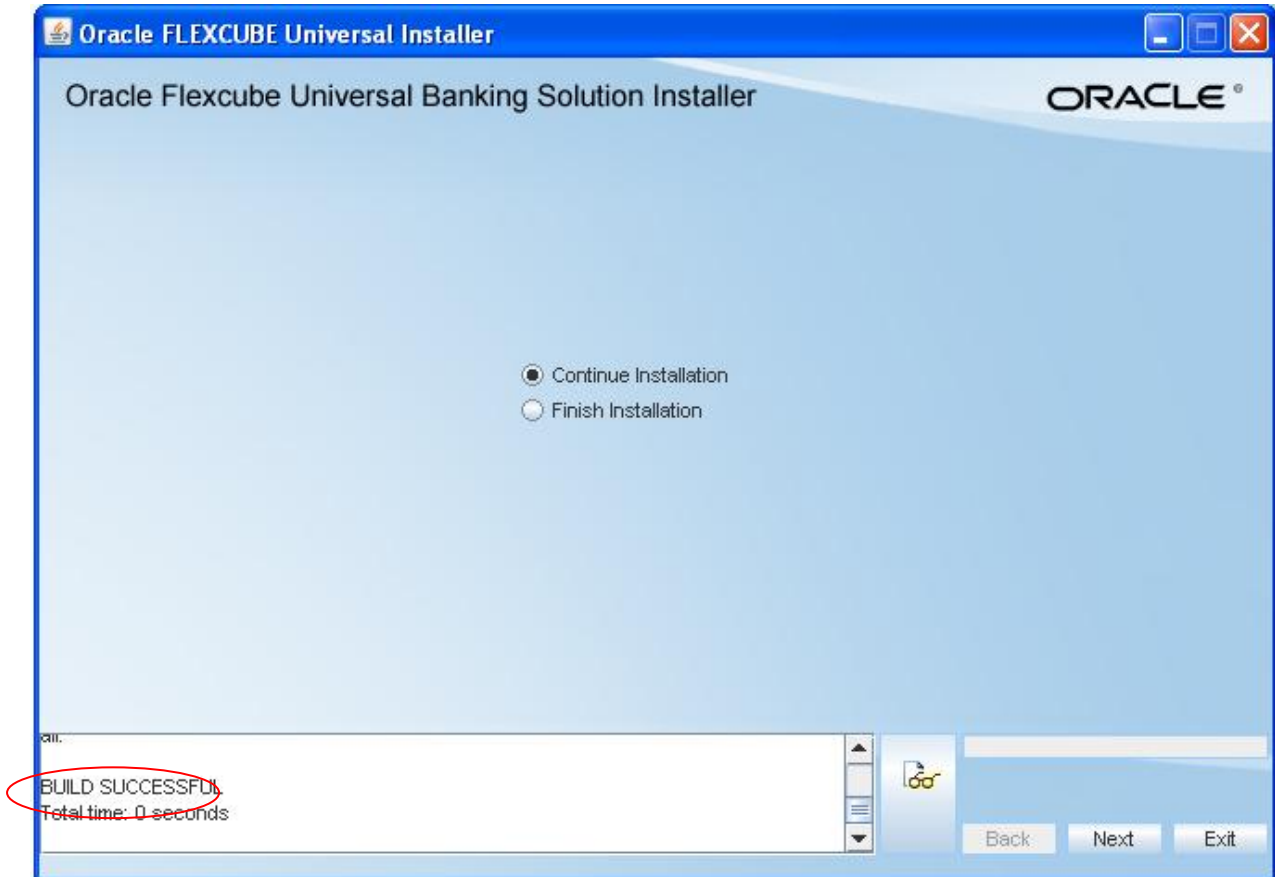 Oracle FLEXCUBE Universal Installer
Oracle Flexcube Universal Banking Solution Installer
ORACLE®
Continue Installation
Finish Installation
all:
BUILD SUCCESSFUL
Total time: 0 seconds
Back Next Exit